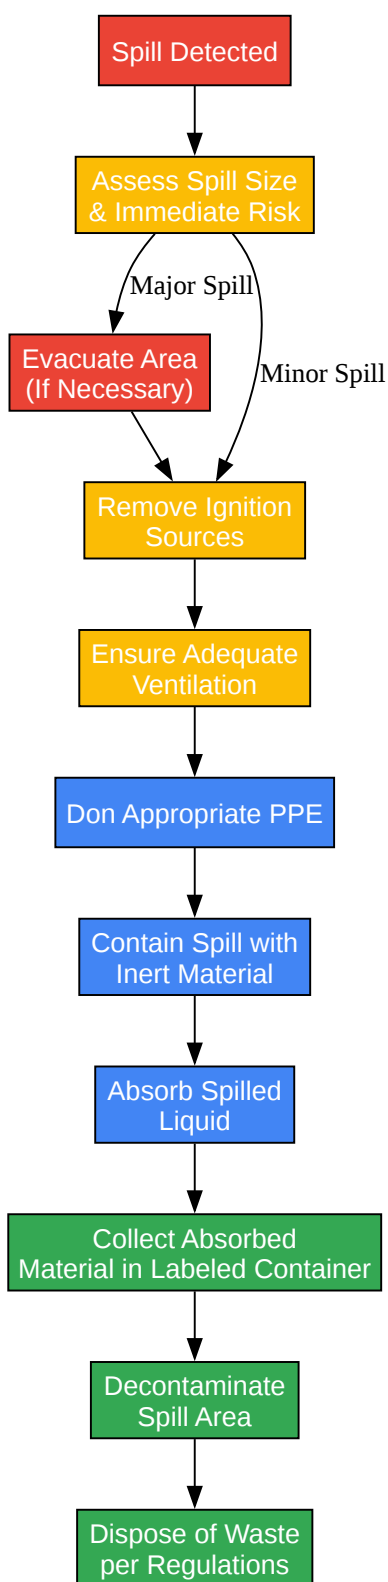 Spill Detected
Assess Spill Size
& Immediate Risk
Major Spill
Evacuate Area
(If Necessary)
Minor Spill
Remove Ignition
Sources
Ensure Adequate
Ventilation
Don Appropriate PPE
Contain Spill with
Inert Material
Absorb Spilled
Liquid
Collect Absorbed
Material in Labeled Container
Decontaminate
Spill Area
Dispose of Waste
per Regulations